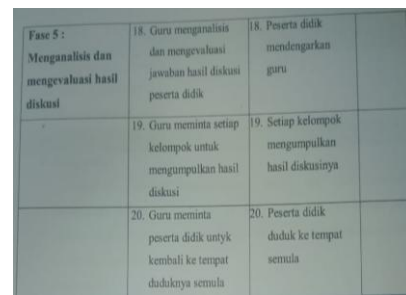 Fase 5 :
Menganalisis dan
mengevaluasi hasil
diskusi
18. Guru menganalisis
dan mengevaluasi
jawaban hasil diskusi
peserta didik
18. Peserta didik
mendengarkan
guru
19. Guru meminta setiap
kelompok untuk
mengumpulkan hasil
diskusi
19. Setiap kelompok
mengumpulkan
hasil diskusinya
20. Guru meminta
peserta didik untyk
kembali ke tempat
duduknya semula
20. Peserta didik
duduk ke tempat
semula